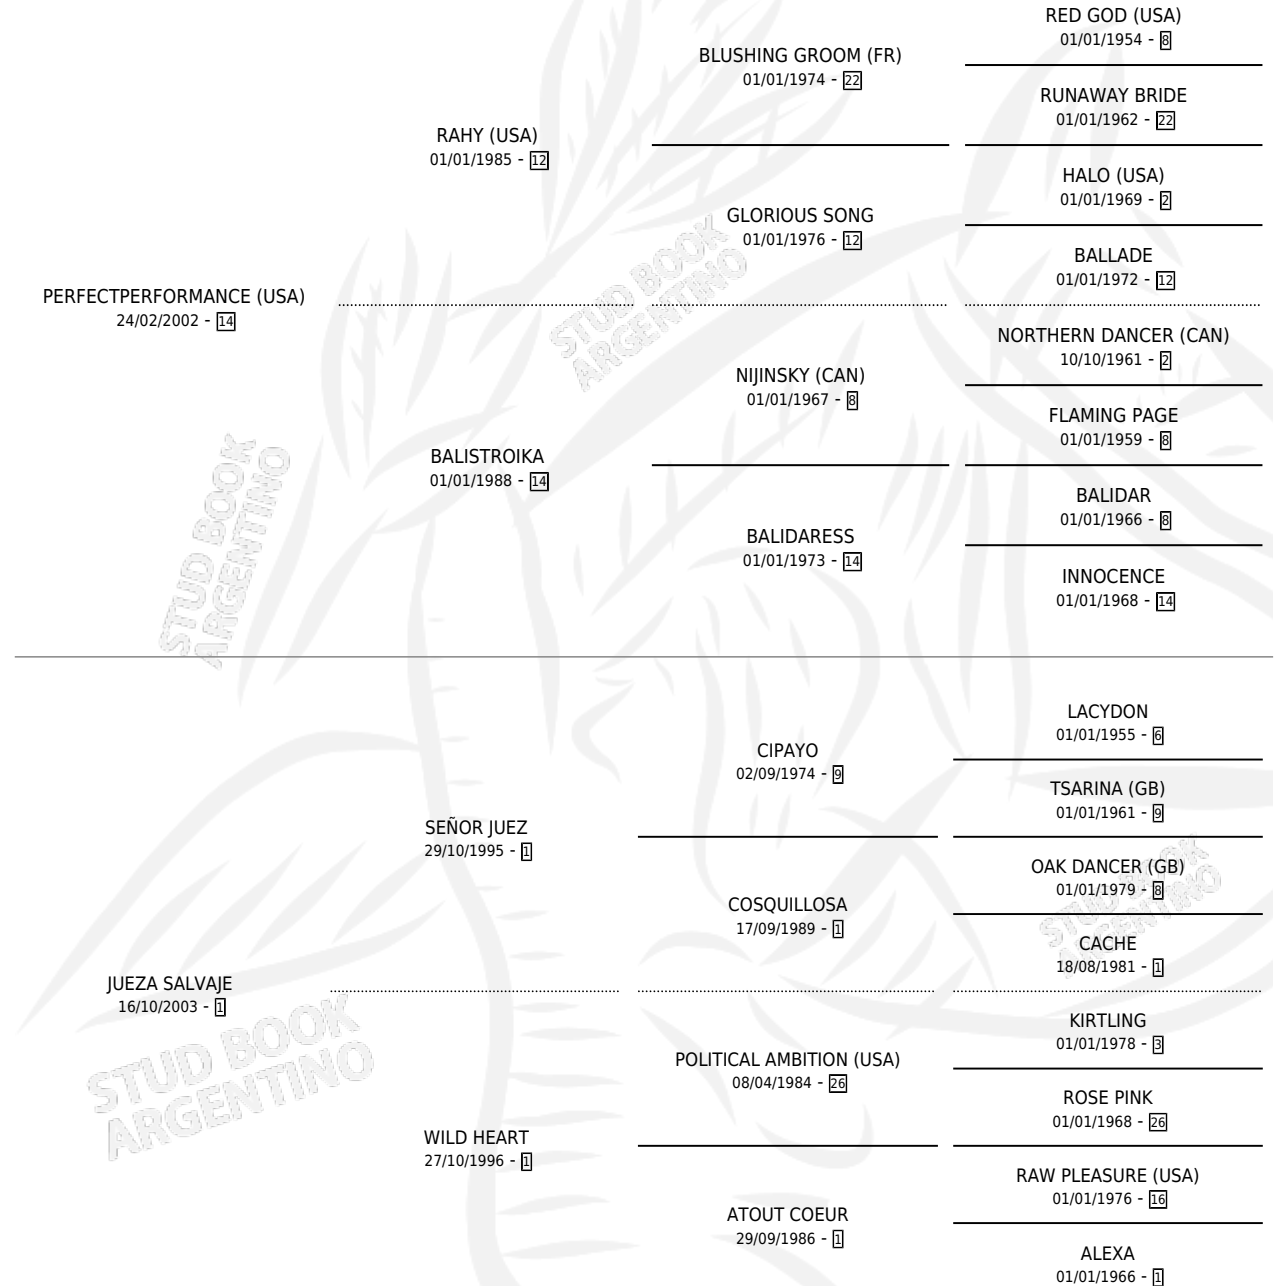 RED GOD (USA)
01/01/1954 - 8
BLUSHING GROOM (FR)
01/01/1974 - 22
RUNAWAY BRIDE
01/01/1962 - 22
RAHY (USA)
01/01/1985 - 12
HALO (USA)
01/01/1969 - 2
GLORIOUS SONG
01/01/1976 - 12
BALLADE
01/01/1972 - 12
PERFECTPERFORMANCE (USA)
24/02/2002 - 14
NORTHERN DANCER (CAN)
10/10/1961 - 2
NIJINSKY (CAN)
01/01/1967 - 8
FLAMING PAGE
01/01/1959 - 8
BALISTROIKA
01/01/1988 - 14
BALIDAR
01/01/1966 - 8
BALIDARESS
01/01/1973 - 14
INNOCENCE
01/01/1968 - 14
LACYDON
01/01/1955 - 6
CIPAYO
02/09/1974 - 9
TSARINA (GB)
01/01/1961 - 9
SEÑOR JUEZ
29/10/1995 - 1
OAK DANCER (GB)
01/01/1979 - 8
COSQUILLOSA
17/09/1989 - 1
CACHE
18/08/1981 - 1
JUEZA SALVAJE
16/10/2003 - 1
KIRTLING
01/01/1978 - 3
POLITICAL AMBITION (USA)
08/04/1984 - 26
ROSE PINK
01/01/1968 - 26
WILD HEART
27/10/1996 - 1
RAW PLEASURE (USA)
01/01/1976 - 16
ATOUT COEUR
29/09/1986 - 1
ALEXA
01/01/1966 - 1
STUD BOOK
ARGENTINO
STUD BOOK
ARGENTINO
STUD BOOK
ARGENTINO
STUD BOOK
ARGENTINO